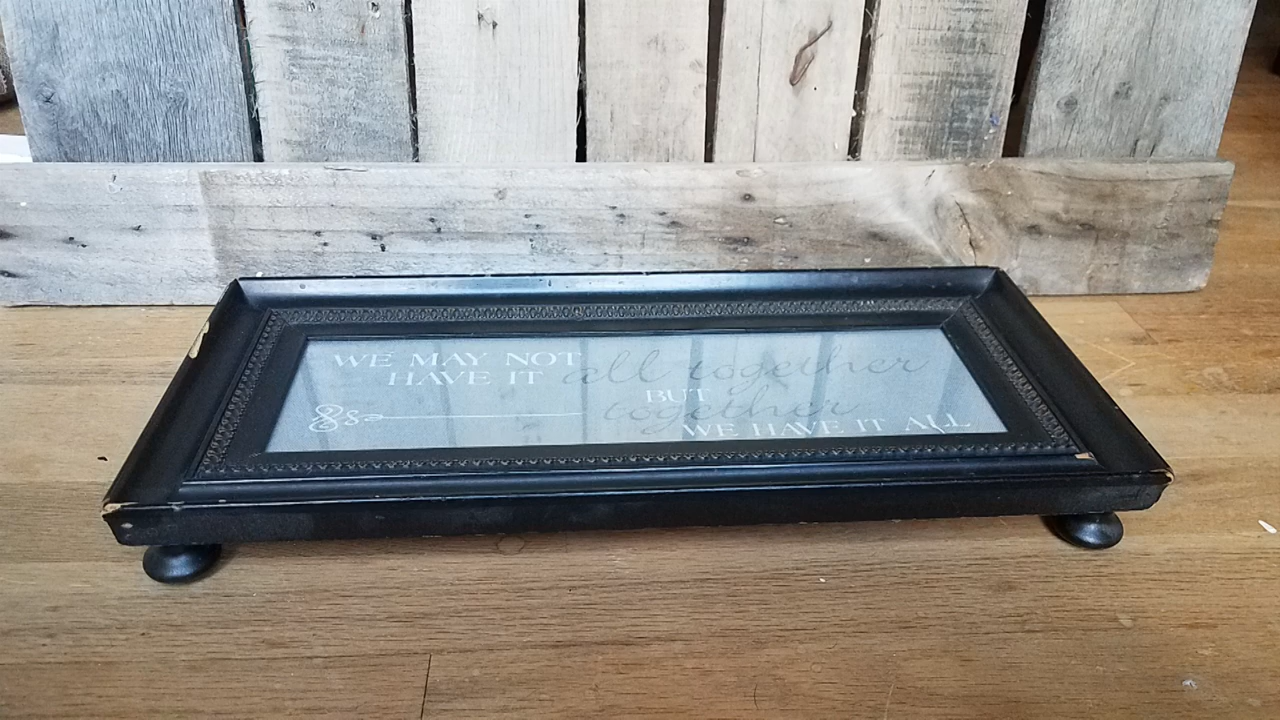 WE MAY NOT
HAVE IT all together
BUT
together
WE HAVE IT ALL